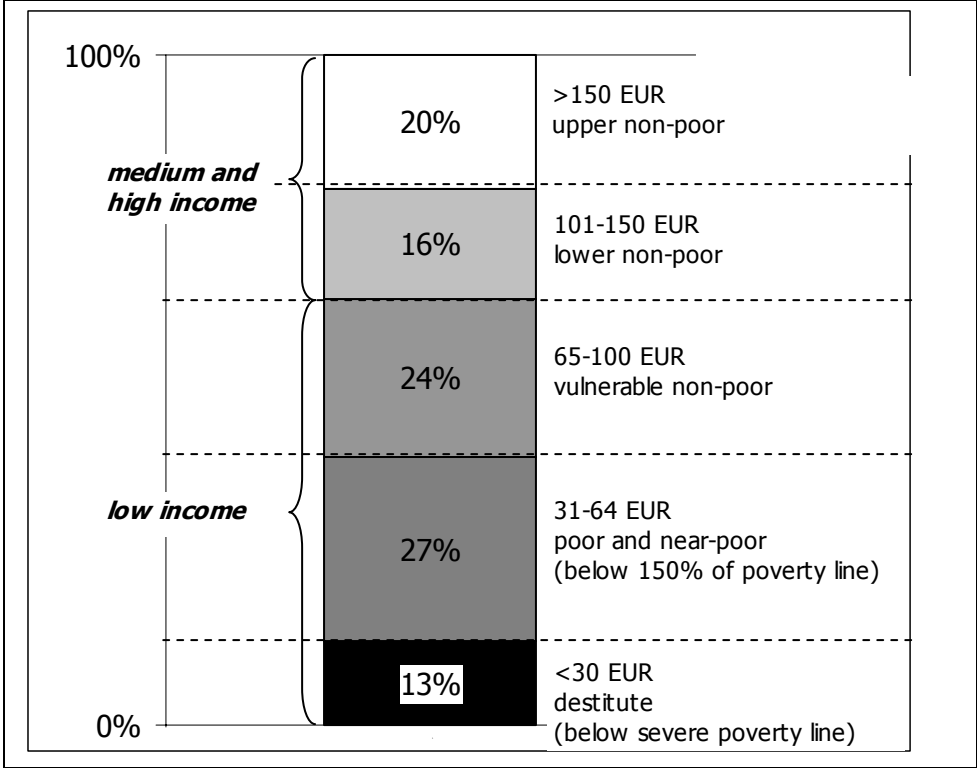 100%
20%
>150 EUR
upper non-poor
medium and
high income
16%
101-150 EUR
lower non-poor
24%
65-100 EUR
vulnerable non-poor
low income
27%
31-64 EUR
poor and near-poor
(below 150% of poverty line)
13%
<30 EUR
destitute
(below severe poverty line)
0%